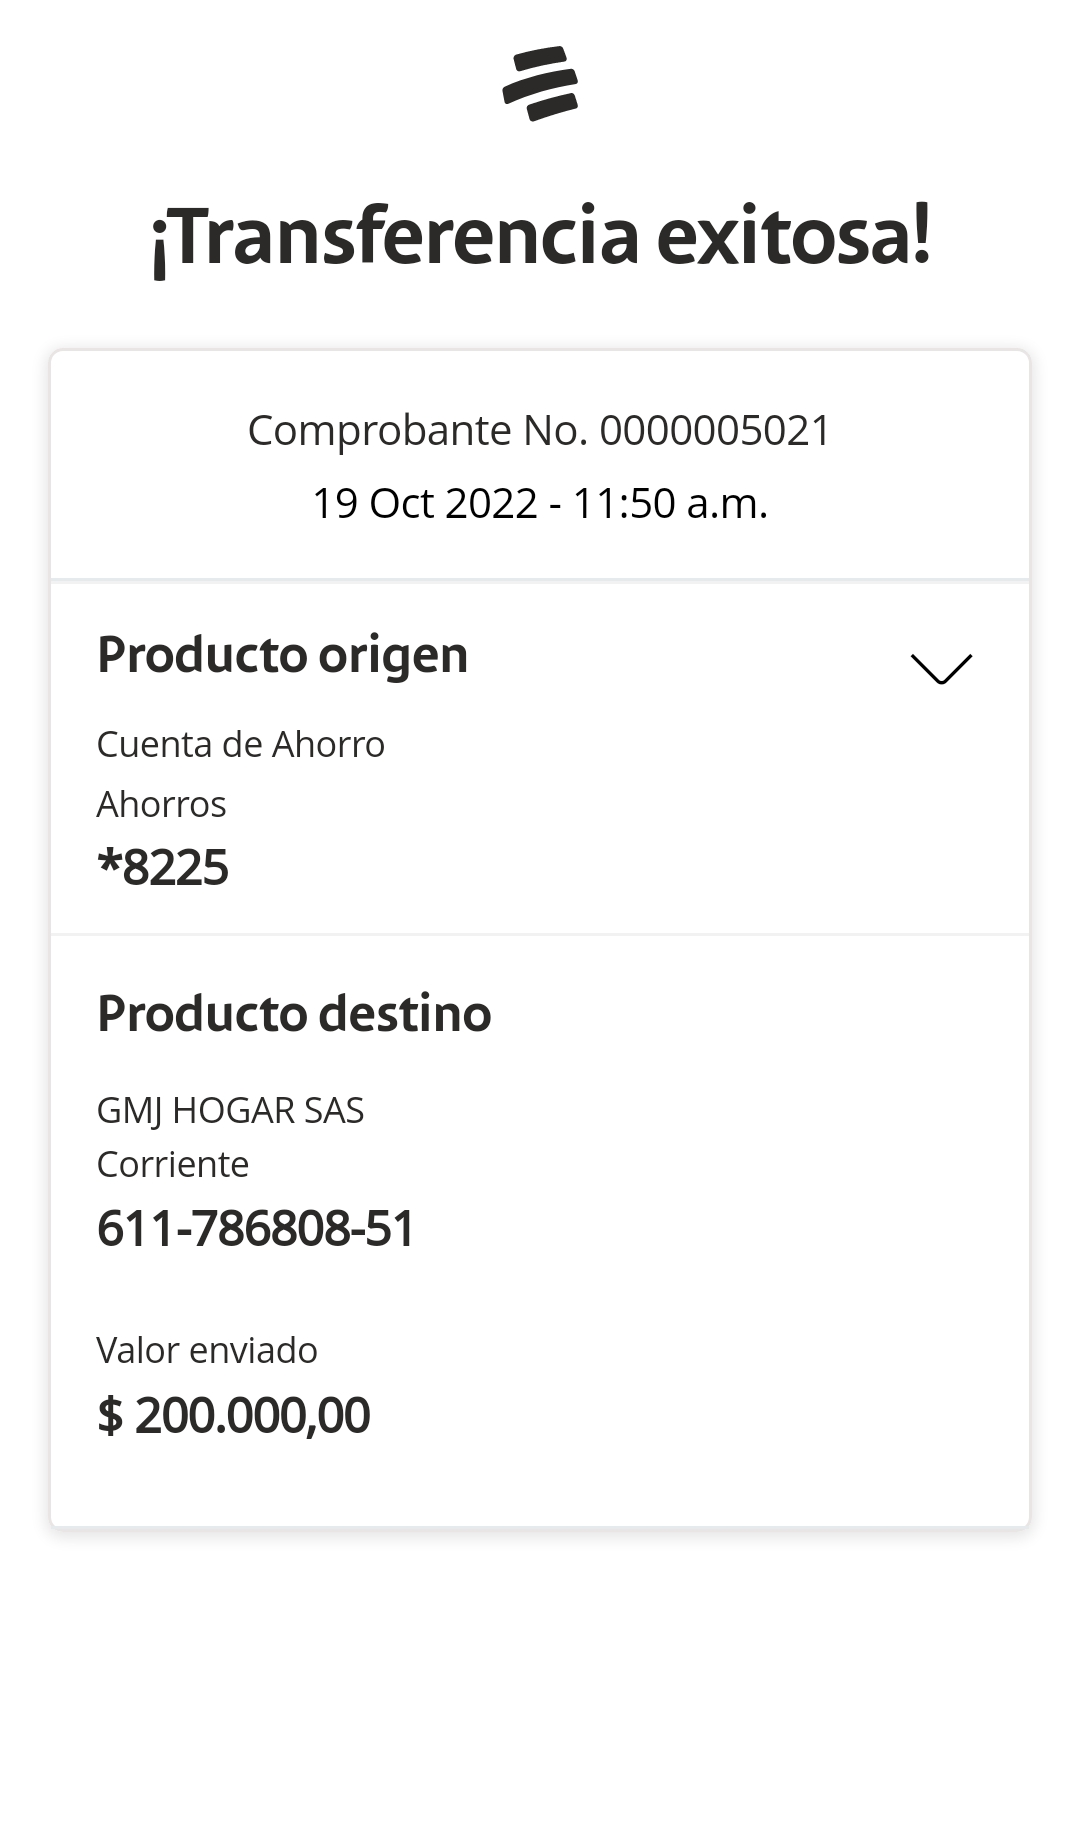 ¡Transferencia exitosa!
Comprobante No. 0000005021
19 Oct 2022 - 11:50 a.m.
Producto origen
Cuenta de Ahorro
Ahorros
*8225
Producto destino
GMJ HOGAR SAS
Corriente
611-786808-51
Valor enviado
$ 200.000,00